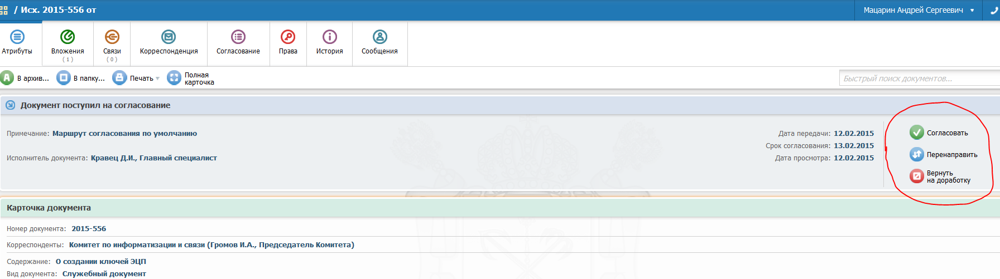 / Исх. 2015-556 от
Мацарин Андрей Сергеевич
Атрибуты
Вложения
( 1 )
Связи
( 0 )
Корреспонденция
Согласование
Права
История
Сообщения
A В архив...
В папку...
Печать
Полная
карточка
Быстрый поиск документов...
Документ поступил на согласование
Примечание: Маршрут согласования по умолчанию
Дата передачи: 12.02.2015
Согласовать
Срок согласования: 13.02.2015
Исполнитель документа: Кравец Д.И., Главный специалист
Дата просмотра: 12.02.2015
Перенаправить
Вернуть
на доработку
Карточка документа
Номер документа: 2015-556
Корреспонденты: Комитет по информатизации и связи (Громов И.А., Председатель Комитета)
Содержание: О создании ключей ЭЦП
Вид документа: Служебный документ